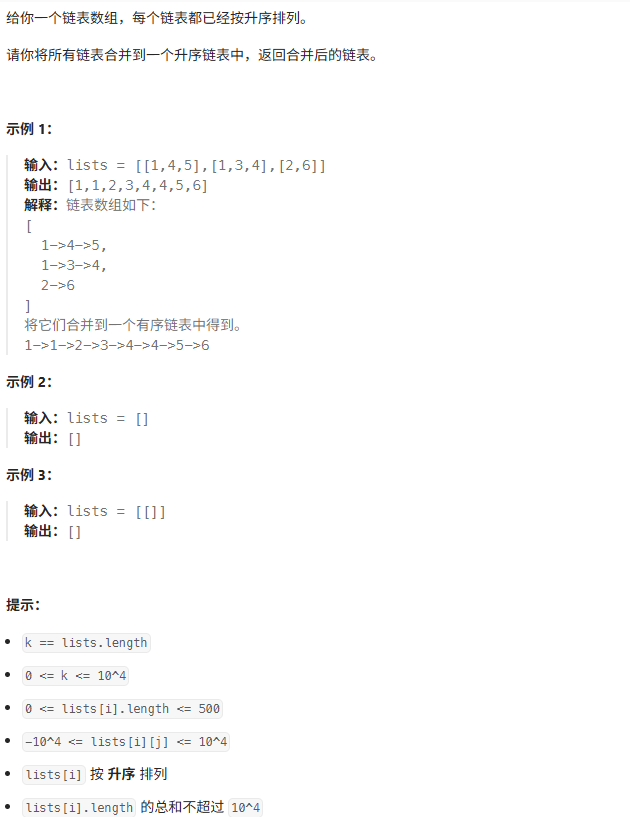 给你一个链表数组，每个链表都已经按升序排列。
请你将所有链表合并到一个升序链表中，返回合并后的链表。
示例 1：
输入：lists = [[1,4,5],[1,3,4],[2,6]]
输出：[1,1,2,3,4,4,5,6]
解释：链表数组如下：
[
  1->4->5,
  1->3->4,
  2->6
]
将它们合并到一个有序链表中得到。
1->1->2->3->4->4->5->6
示例 2：
输入：lists = []
输出：[]
示例 3：
输入：lists = [[]]
输出：[]
提示：
k == lists.length
0 <= k <= 10^4
0 <= lists[i].length <= 500
-10^4 <= lists[i][j] <= 10^4
lists[i] 按 升序 排列
lists[i].length 的总和不超过 10^4